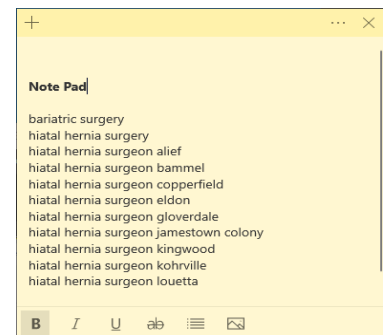 Note Pad
bariatric surgery
hiatal hernia surgery
hiatal hernia surgeon alief
hiatal hernia surgeon bammel
hiatal hernia surgeon copperfield
hiatal hernia surgeon eldon
hiatal hernia surgeon gloverdale
hiatal hernia surgeon jamestown colony
hiatal hernia surgeon kingwood
hiatal hernia surgeon kohrville
hiatal hernia surgeon louetta
B I U ab